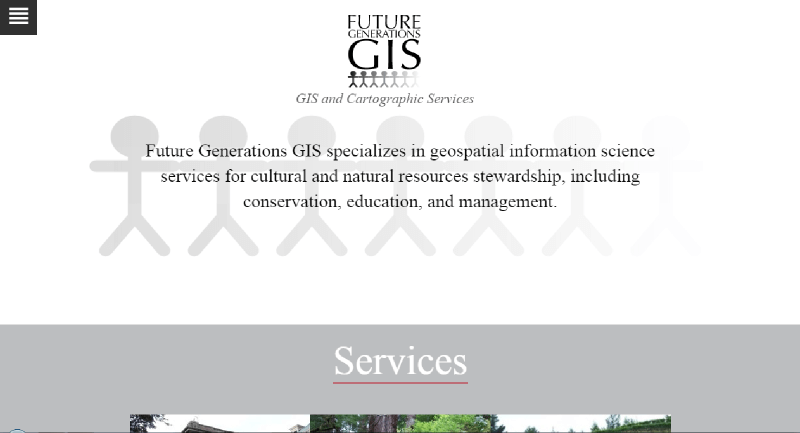 FUTURE
GENERATIONS
GIS
GIS and Cartographic Services
Future Generations GIS specializes in geospatial information science
services for cultural and natural resources stewardship, including
conservation, education, and management.
Services